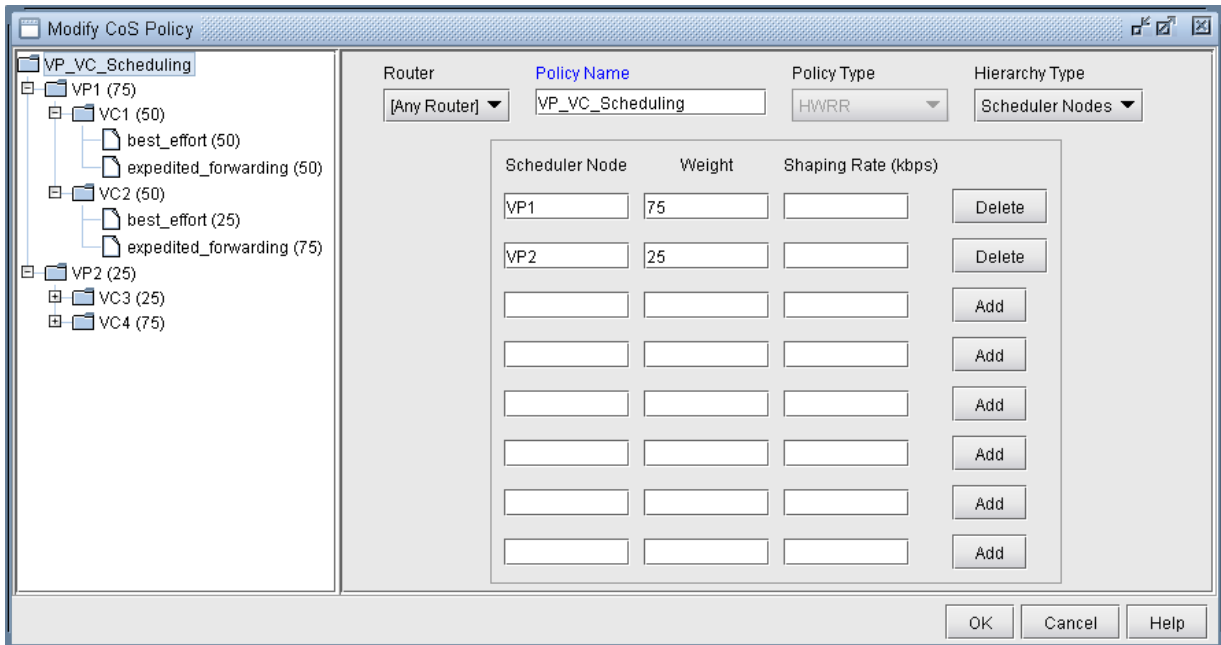 Modify CoS Policy
VP_VC_Scheduling
VP1 (75)
VC1 (50)
best_effort (50)
expedited_forwarding (50)
VC2 (50)
best_effort (25)
expedited_forwarding (75)
VP2 (25)
VC3 (25)
VC4 (75)
Router Policy Name Policy Type Hierarchy Type
[Any Router] VP_VC_Scheduling HWRR Scheduler Nodes
Scheduler Node Weight Shaping Rate (kbps)
VP1 75 Delete
VP2 25 Delete
Add
Add
Add
Add
Add
Add
OK Cancel Help